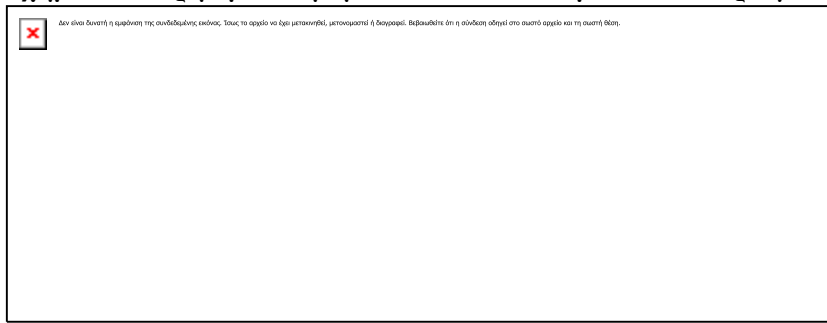 Δεν είναι δυνατή η εμφάνιση της συνδεδεμένης εικόνας. Ίσως το αρχείο να έχει μετακινηθεί, μετονομαστεί ή διαγραφεί. Βεβαιωθείτε ότι η σύνδεση οδηγεί στο σωστό αρχείο και τη σωστή θέση.